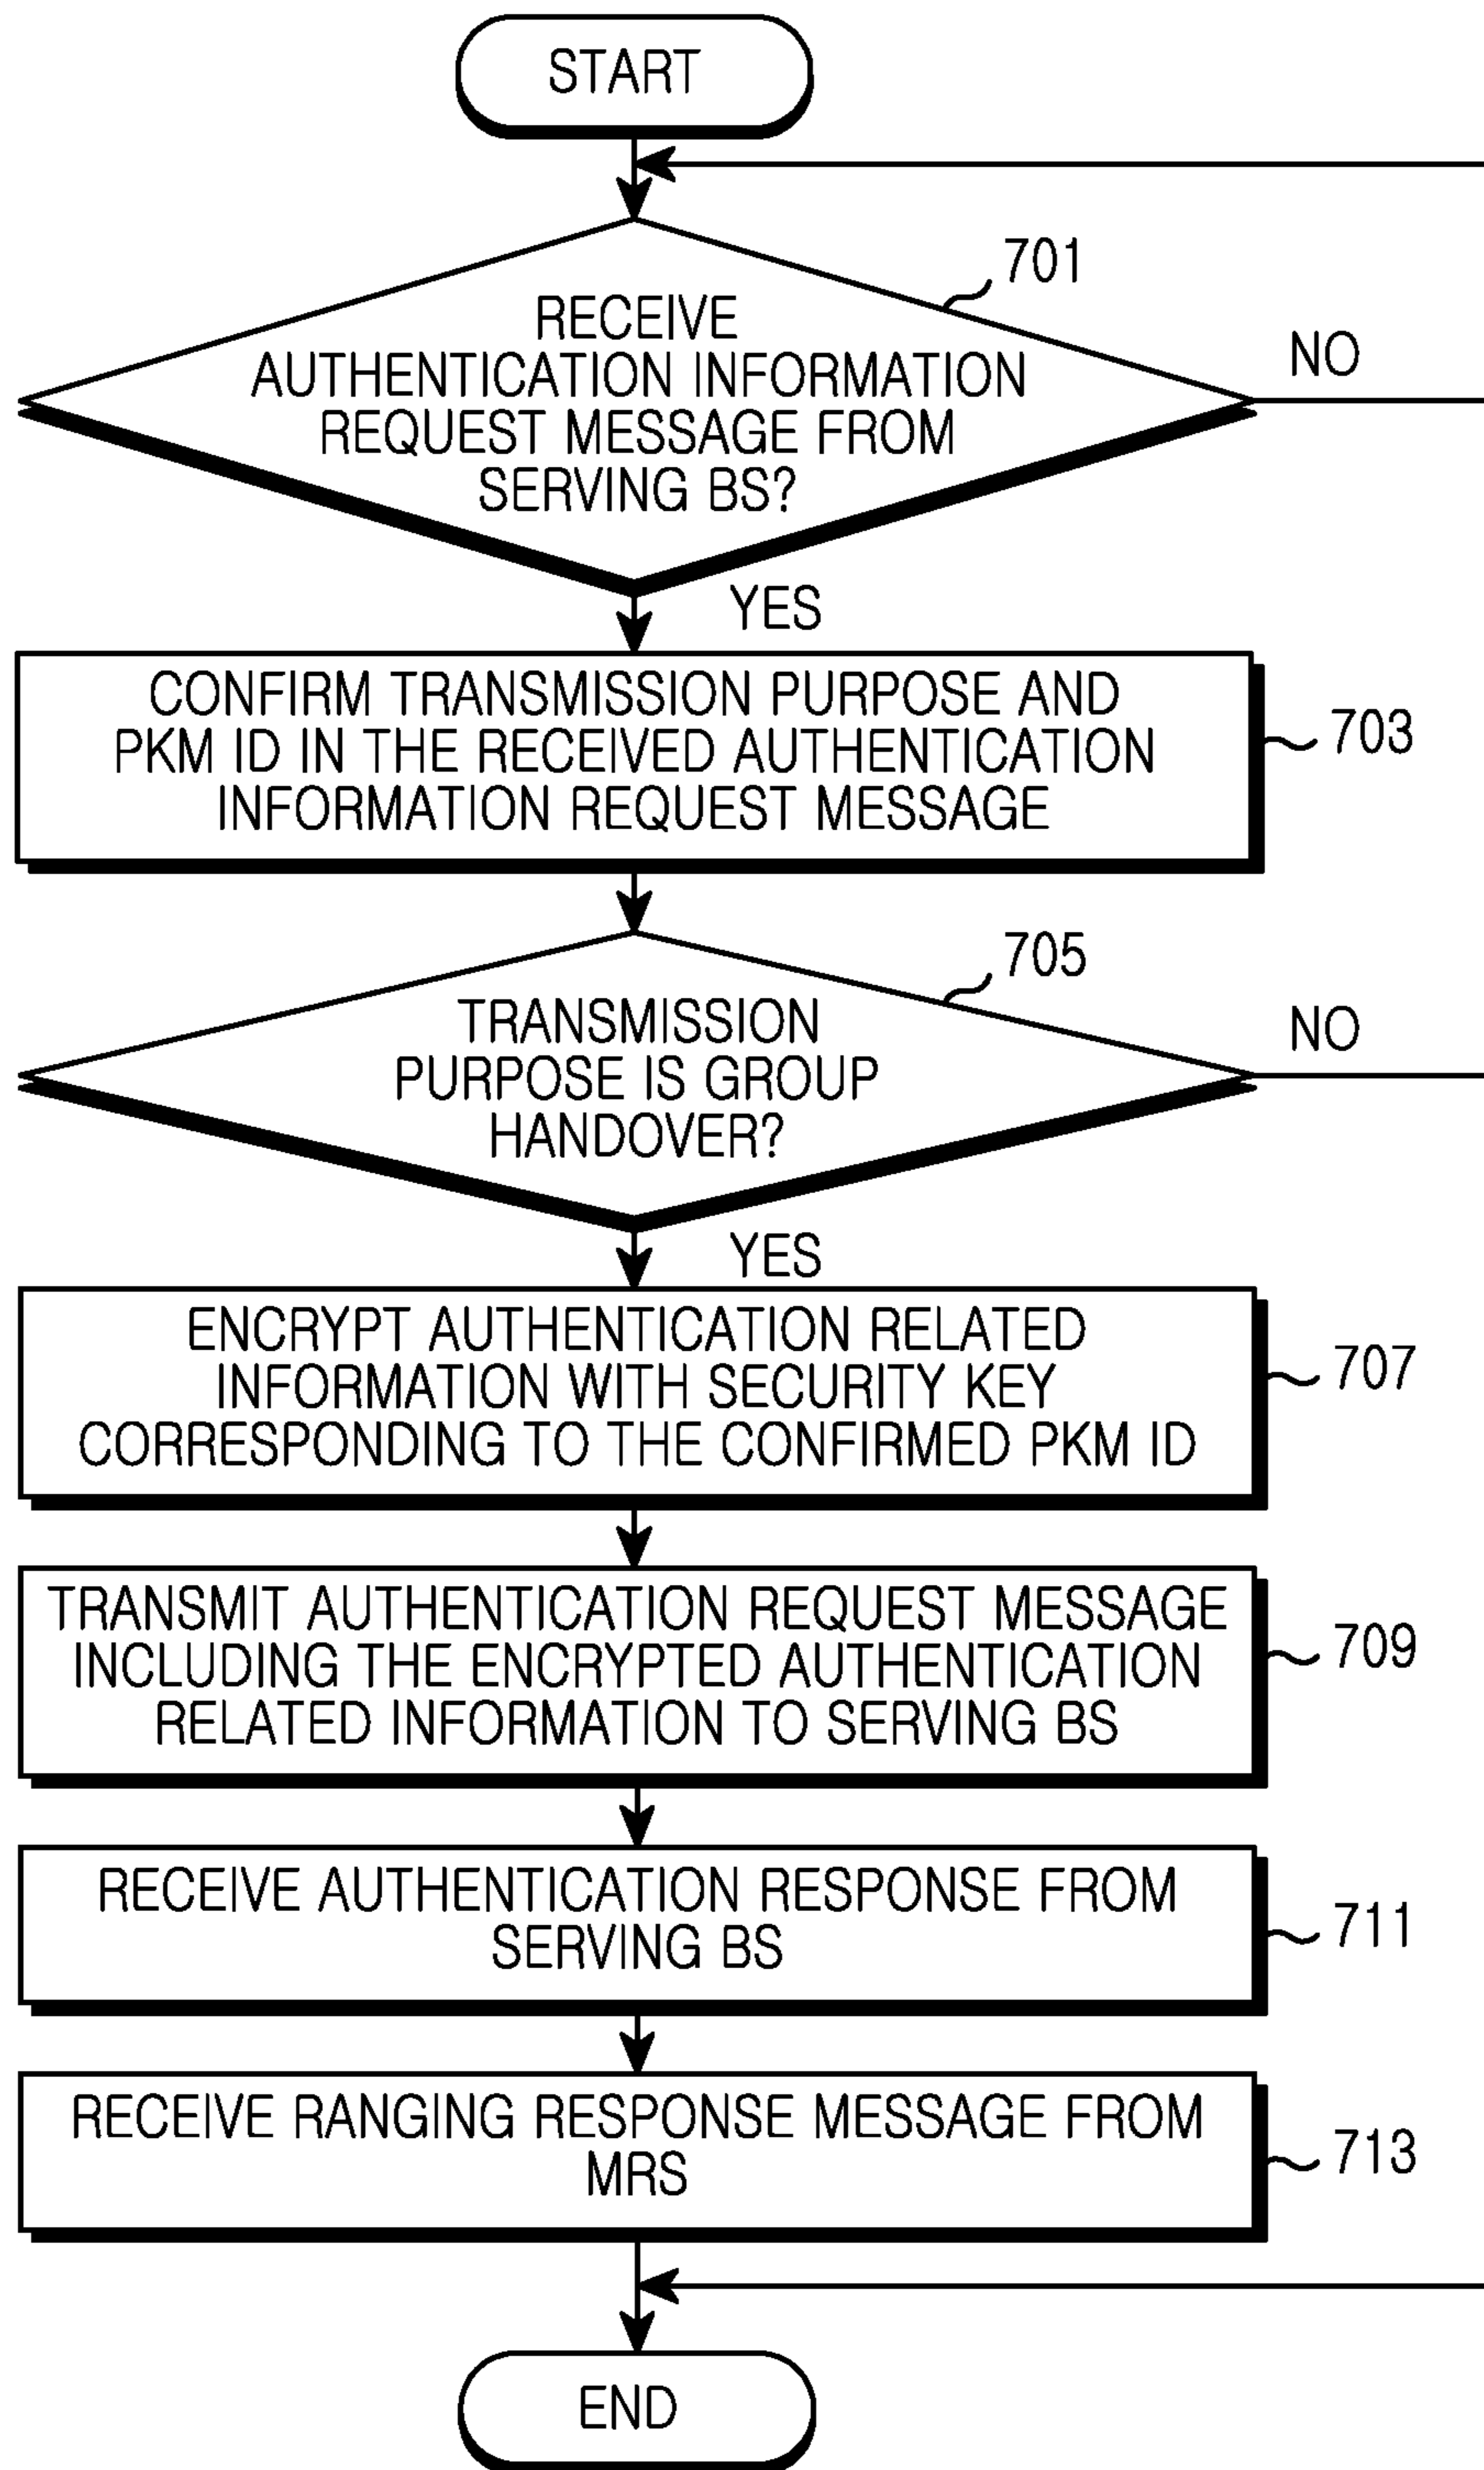 START
701
RECEIVE
AUTHENTICATION INFORMATION
REQUEST MESSAGE FROM
SERVING BS?
NO
YES
CONFIRM TRANSMISSION PURPOSE AND
PKM ID IN THE RECEIVED AUTHENTICATION
INFORMATION REQUEST MESSAGE
703
705
TRANSMISSION
PURPOSE IS GROUP
HANDOVER?
NO
YES
ENCRYPT AUTHENTICATION RELATED
INFORMATION WITH SECURITY KEY
CORRESPONDING TO THE CONFIRMED PKM ID
707
TRANSMIT AUTHENTICATION REQUEST MESSAGE
INCLUDING THE ENCRYPTED AUTHENTICATION
RELATED INFORMATION TO SERVING BS
709
RECEIVE AUTHENTICATION RESPONSE FROM
SERVING BS
711
RECEIVE RANGING RESPONSE MESSAGE FROM
MRS
713
END